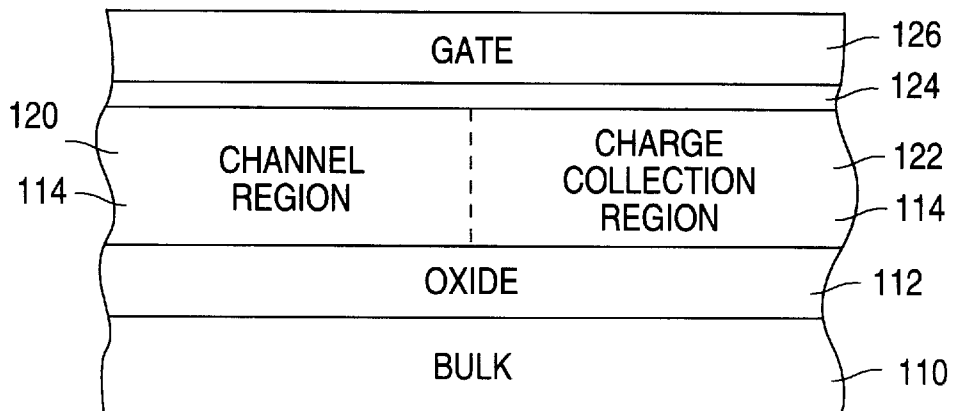 GATE
126
124
120
CHANNEL
REGION
CHARGE
COLLECTION
REGION
122
114
114
OXIDE
112
BULK
110